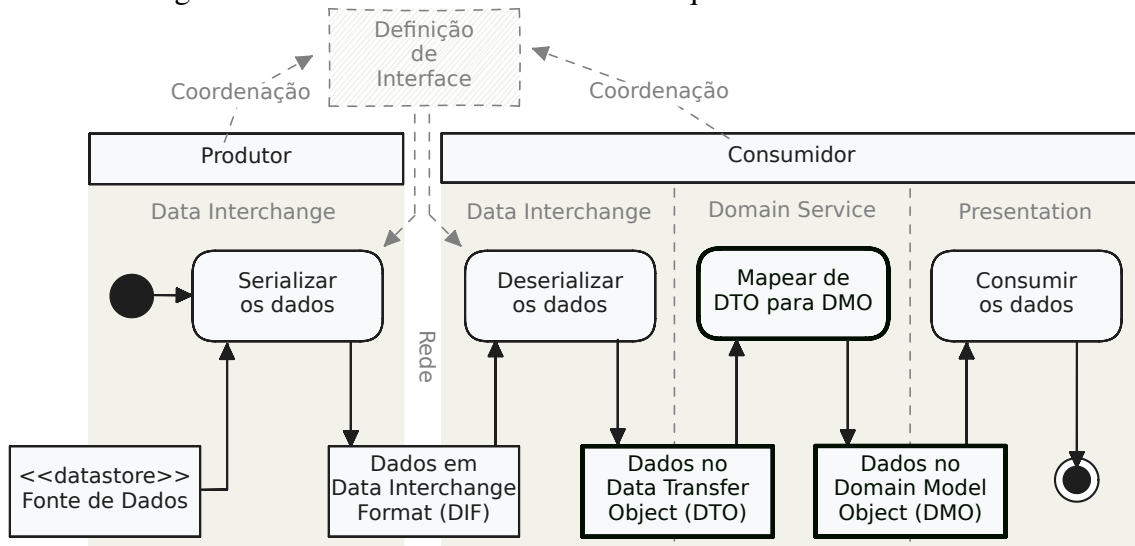 Definição
de
Interface
Coordenação
Coordenação
Produtor
Consumidor
Data Interchange
Data Interchange
Domain Service
Presentation
Serializar
os dados
Deserializar
os dados
Mapear de
DTO para DMO
Consumir
os dados
Rede
<<datastore>>
Fonte de Dados
Dados em
Data Interchange
Format (DIF)
Dados no
Data Transfer
Object (DTO)
Dados no
Domain Model
Object (DMO)